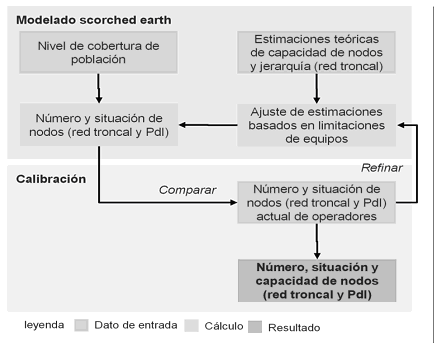 Modelado scorched earth
Nivel de cobertura de
población
Estimaciones teóricas
de capacidad de nodos
y jerarquía (red troncal)
Número y situación de
nodos (red troncal y PdI)
Ajuste de estimaciones
basados en limitaciones
de equipos
Refinar
Calibración
Comparar
Número y situación de
nodos (red troncal y PdI)
actual de operadores
Número, situación y
capacidad de nodos
(red troncal y PdI)
leyenda
Dato de entrada
Cálculo
Resultado